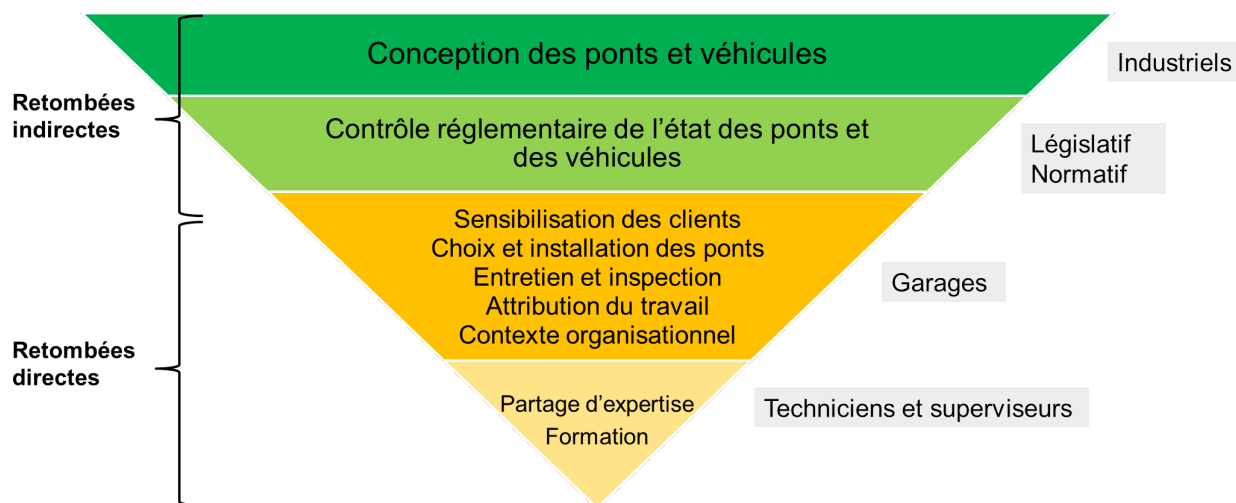 Conception des ponts et véhicules
Industriels
Retombées
indirectes
Contrôle réglementaire de l’état des ponts et
des véhicules
Législatif
Normatif
Sensibilisation des clients
Choix et installation des ponts
Entretien et inspection
Attribution du travail
Contexte organisationnel
Garages
Retombées
directes
Partage d’expertise
Formation
Techniciens et superviseurs